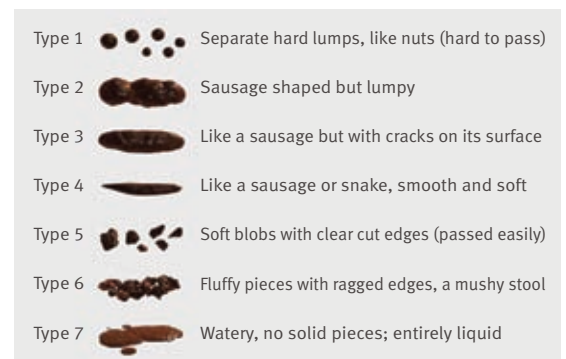 Type 1 Separate hard lumps, like nuts (hard to pass)
Type 2 Sausage shaped but lumpy
Type 3 Like a sausage but with cracks on its surface
Type 4 Like a sausage or snake, smooth and soft
Type 5 Soft blobs with clear cut edges (passed easily)
Type 6 Fluffy pieces with ragged edges, a mushy stool
Type 7 Watery, no solid pieces; entirely liquid